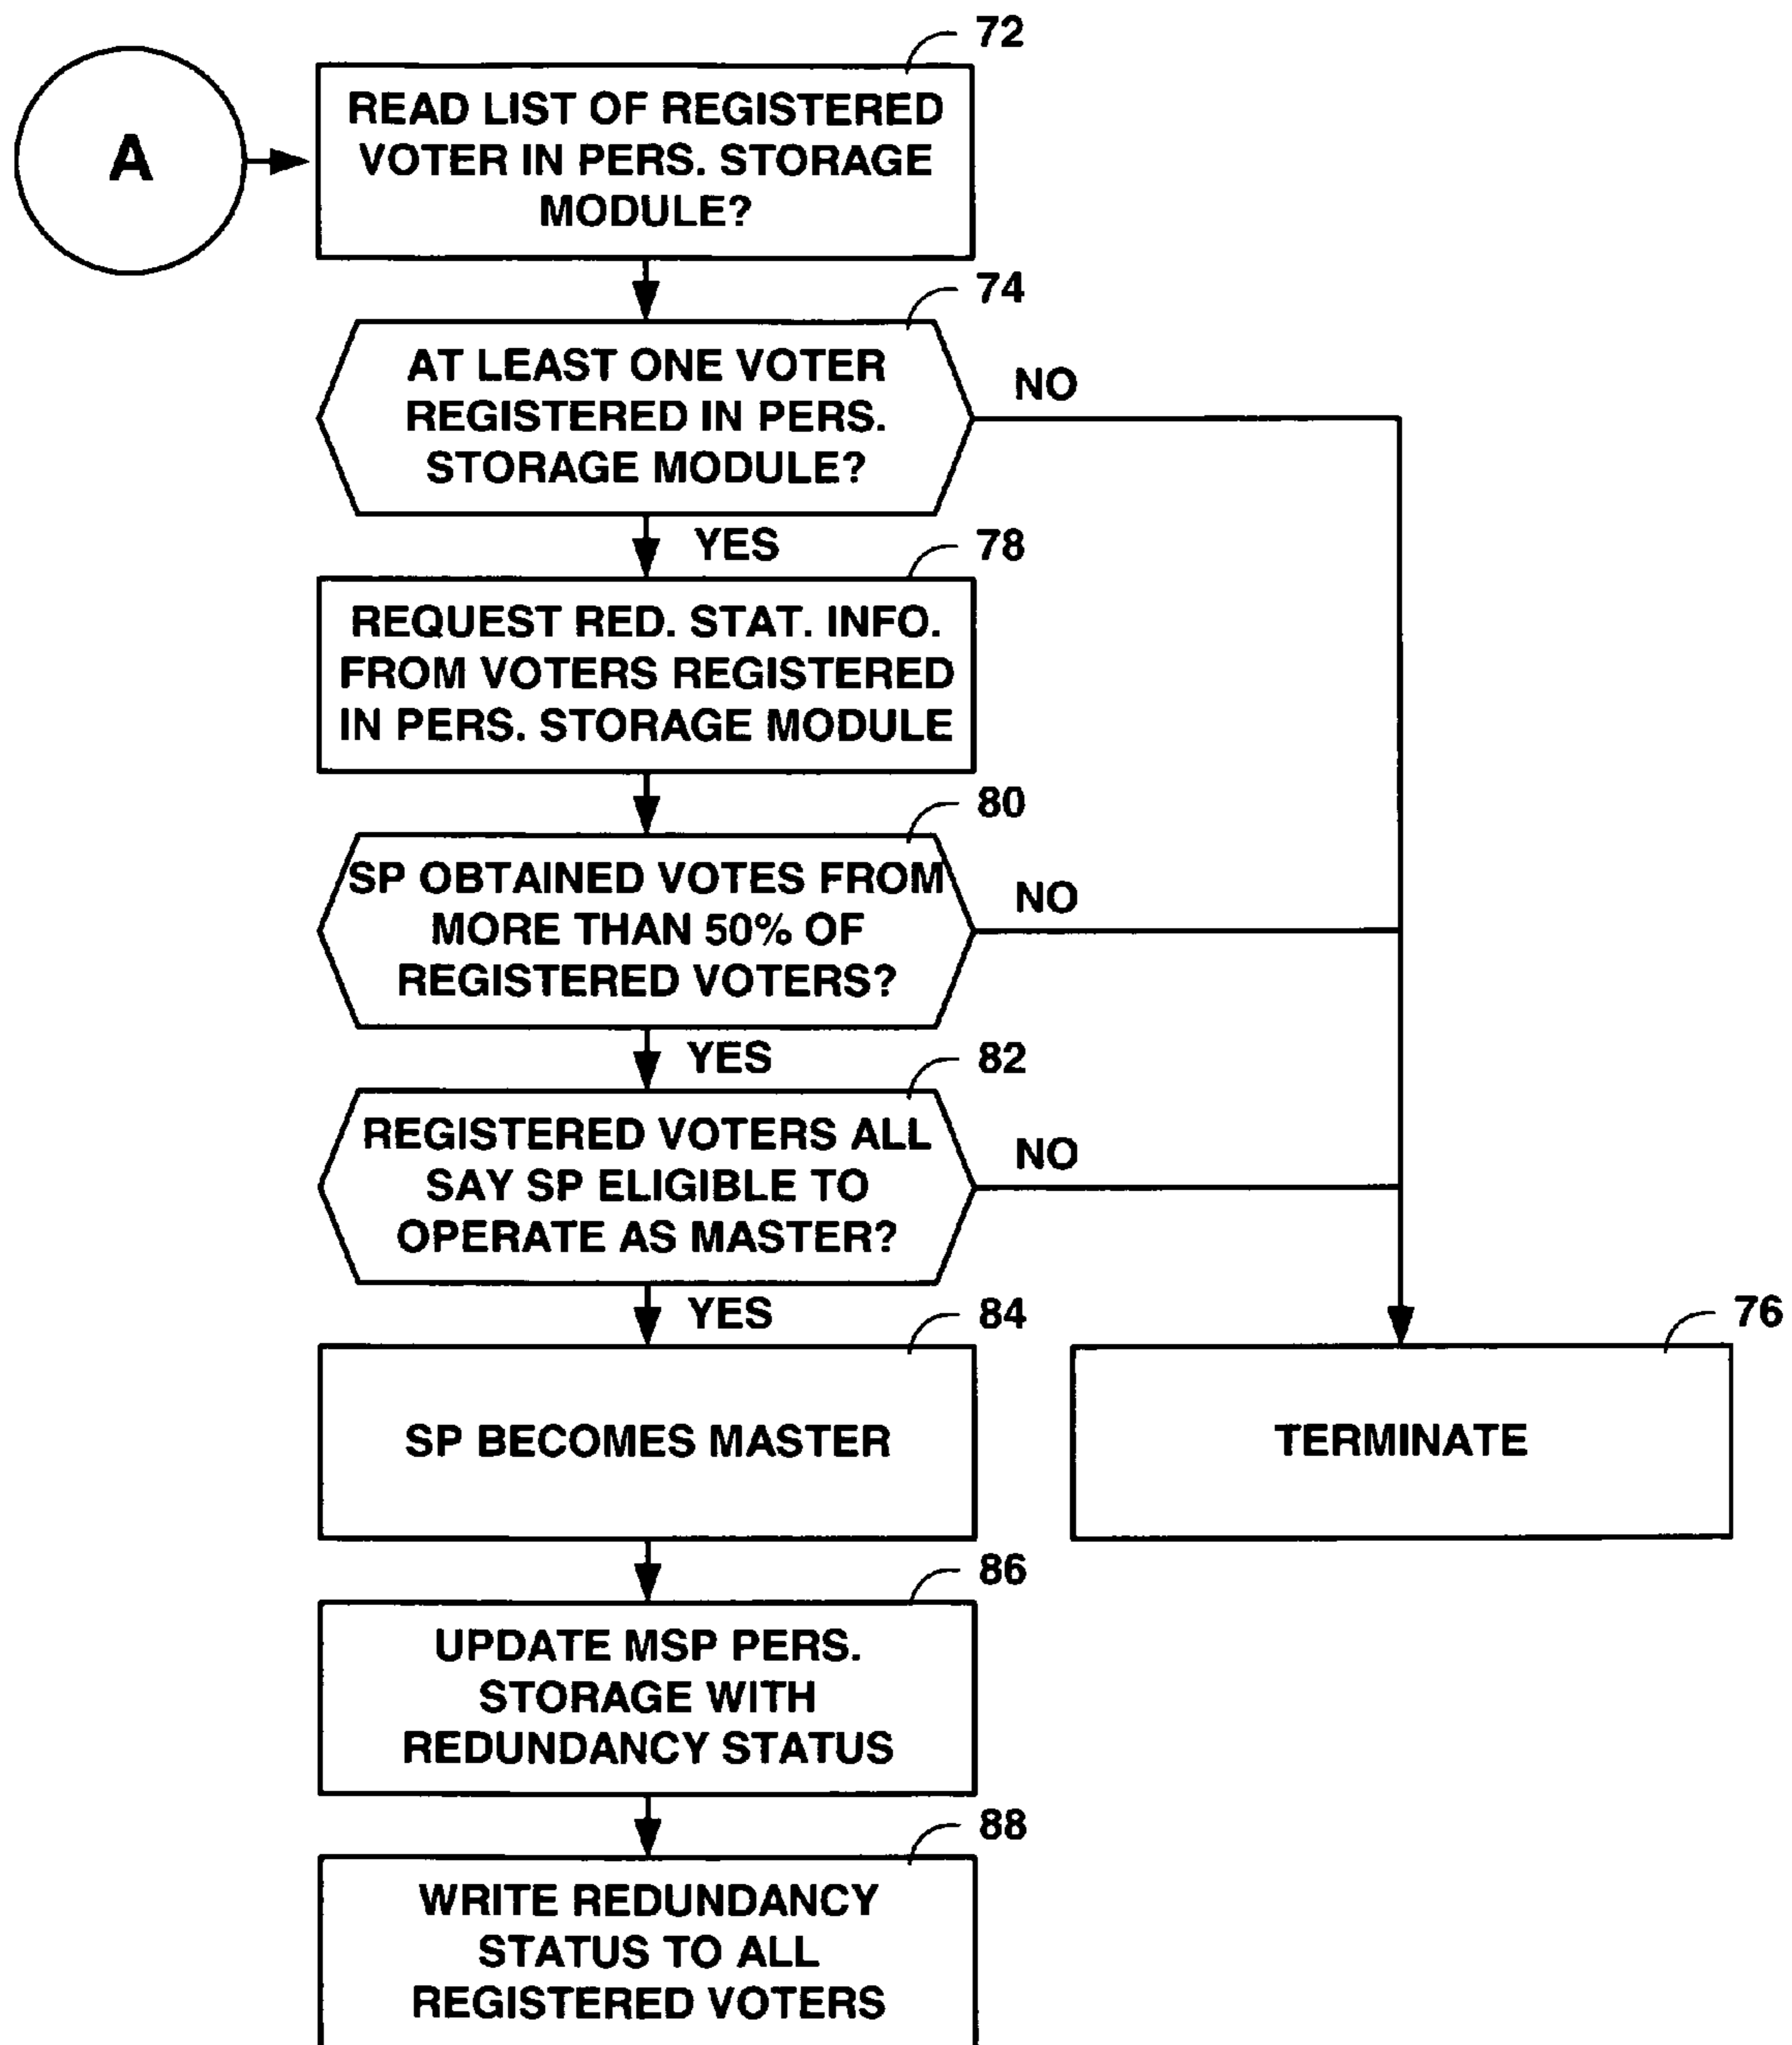 72
A
READ LIST OF REGISTERED
VOTER IN PERS. STORAGE
MODULE?
74
AT LEAST ONE VOTER
REGISTERED IN PERS.
STORAGE MODULE?
NO
YES
78
REQUEST RED. STAT. INFO.
FROM VOTERS REGISTERED
IN PERS. STORAGE MODULE
80
SP OBTAINED VOTES FROM
MORE THAN 50% OF
REGISTERED VOTERS?
NO
YES
82
REGISTERED VOTERS ALL
SAY SP ELIGIBLE TO
OPERATE AS MASTER?
NO
YES
84
SP BECOMES MASTER
76
TERMINATE
86
UPDATE MSP PERS.
STORAGE WITH
REDUNDANCY STATUS
88
WRITE REDUNDANCY
STATUS TO ALL
REGISTERED VOTERS